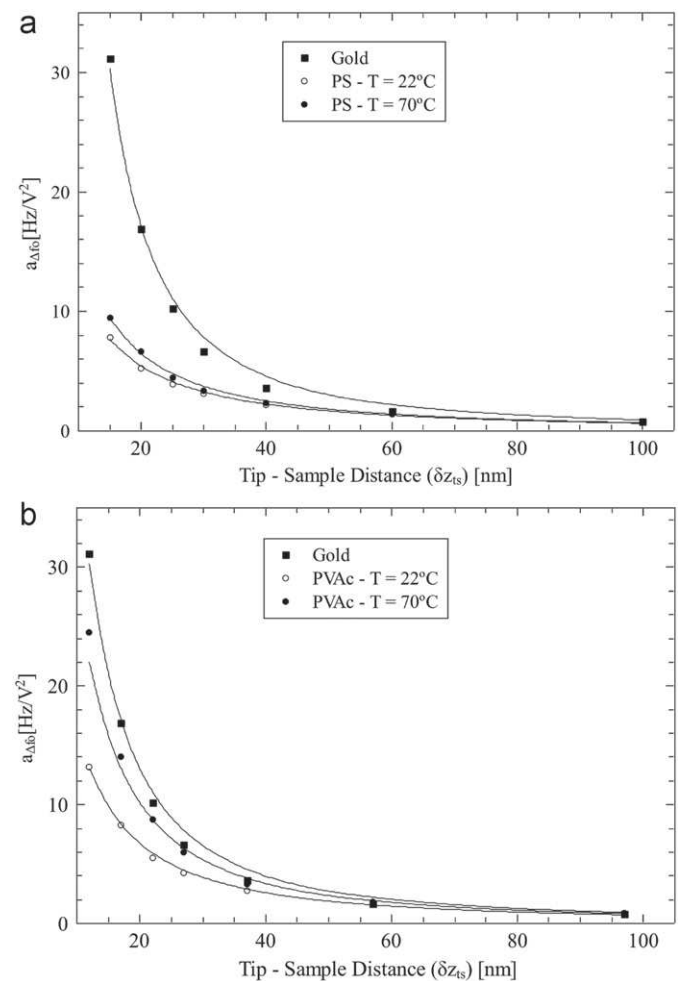 a
30
20
10
0
20
40
60
80
100
a_Δfo[Hz/V²]
Gold
PS - T = 22ºC
PS - T = 70ºC
Tip - Sample Distance (δz_ts) [nm]
b
30
20
10
0
20
40
60
80
100
a_Δfo[Hz/V²]
Gold
PVAc - T = 22ºC
PVAc - T = 70ºC
Tip - Sample Distance (δz_ts) [nm]